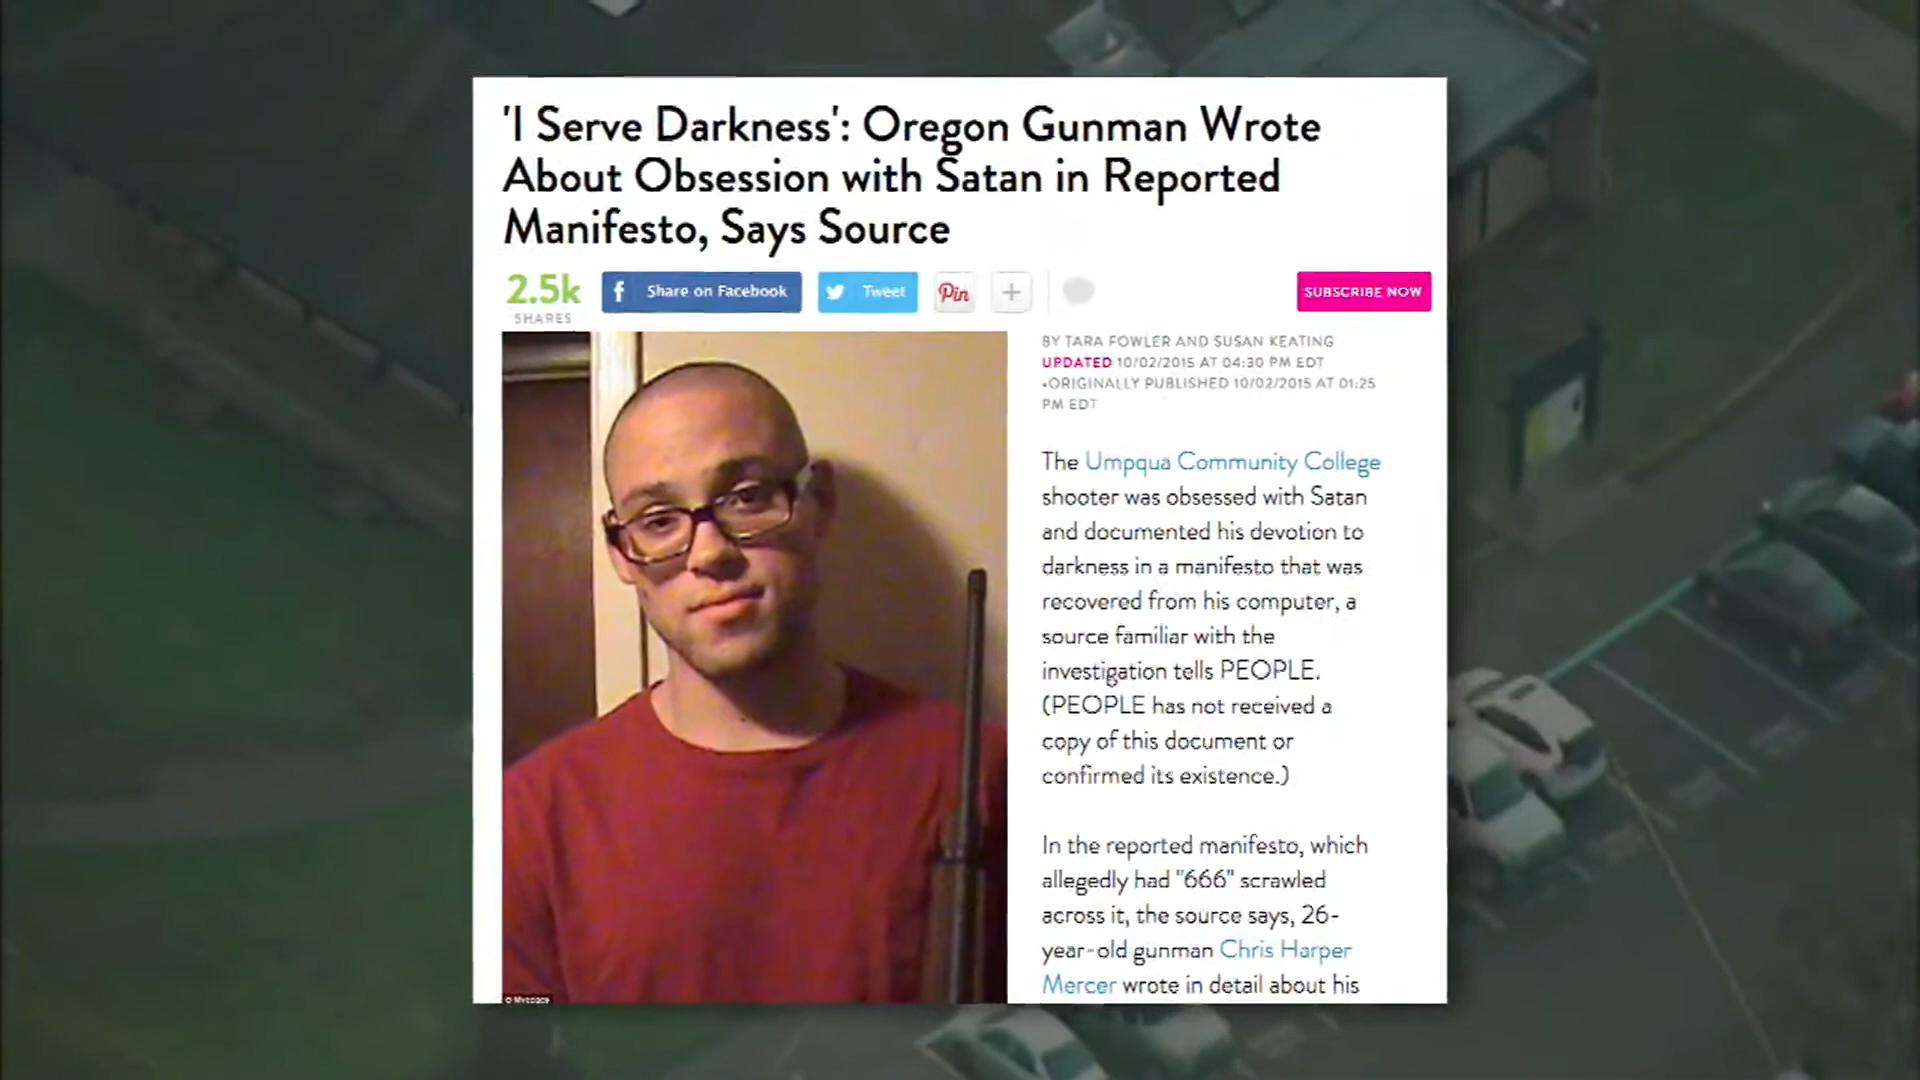 'I Serve Darkness': Oregon Gunman Wrote
About Obsession with Satan in Reported
Manifesto, Says Source
2.5k
SHARES
f Share on Facebook
Tweet
Pin
+
SUBSCRIBE NOW
BY TARA FOWLER AND SUSAN KEATING
UPDATED 10/02/2015 AT 04:30 PM EDT
•ORIGINALLY PUBLISHED 10/02/2015 AT 01:25
PM EDT
The Umpqua Community College
shooter was obsessed with Satan
and documented his devotion to
darkness in a manifesto that was
recovered from his computer, a
source familiar with the
investigation tells PEOPLE.
(PEOPLE has not received a
copy of this document or
confirmed its existence.)
In the reported manifesto, which
allegedly had "666" scrawled
across it, the source says, 26-
year-old gunman Chris Harper
Mercer wrote in detail about his
© Myspace